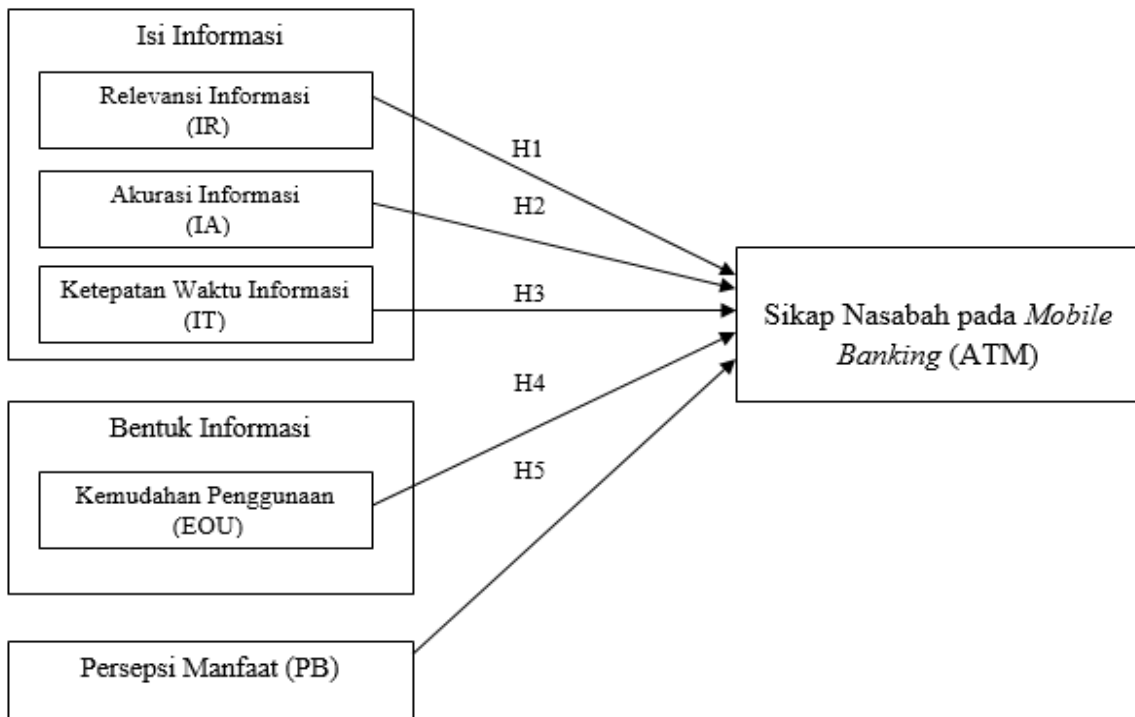 Isi Informasi
Relevansi Informasi
(IR)
Akurasi Informasi
(IA)
Ketepatan Waktu Informasi
(IT)
H1
H2
H3
H4
H5
Sikap Nasabah pada Mobile
Banking (ATM)
Bentuk Informasi
Kemudahan Penggunaan
(EOU)
Persepsi Manfaat (PB)